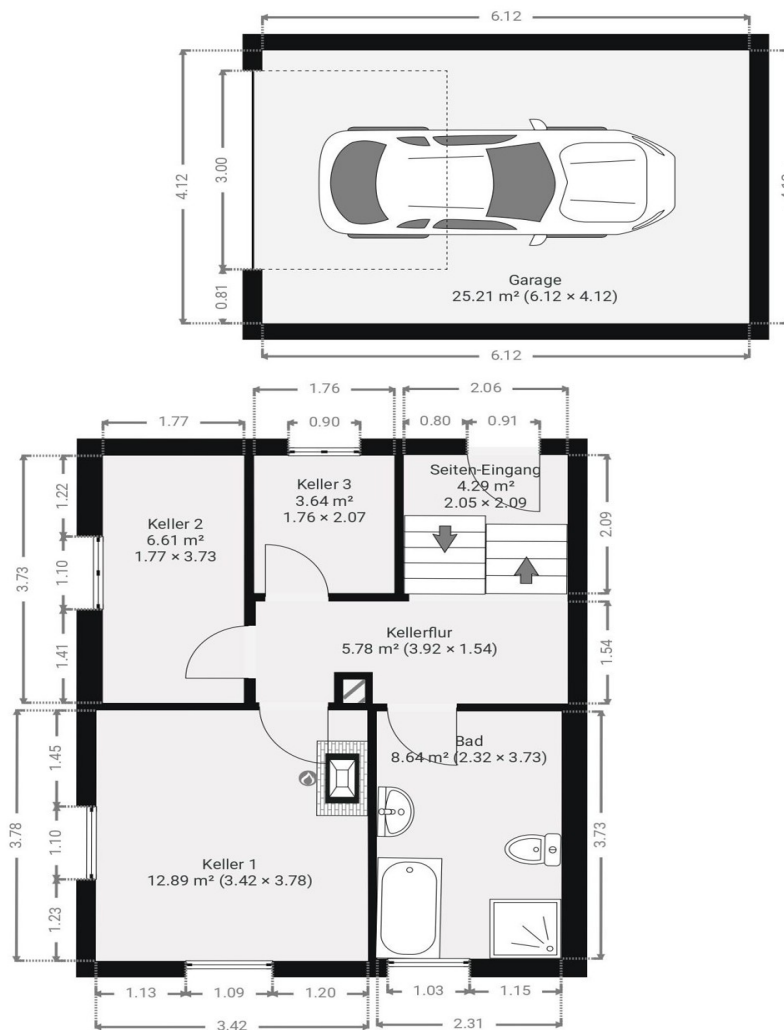 6.12
4.12
3.00
0.81
Garage
25.21 m² (6.12 × 4.12)
6.12
1.76
2.06
1.77
0.90
0.80
0.91
Seiten-Eingang
4.29 m²
2.05 × 2.09
Keller 3
3.64 m²
1.76 × 2.07
Keller 2
6.61 m²
1.77 × 3.73
1.22
1.10
1.41
3.73
2.09
1.54
Kellerflur
5.78 m² (3.92 × 1.54)
Bad
8.64 m² (2.32 × 3.73)
1.45
1.10
1.23
3.78
3.73
Keller 1
12.89 m² (3.42 × 3.78)
1.13
1.09
1.20
1.03
1.15
3.42
2.31